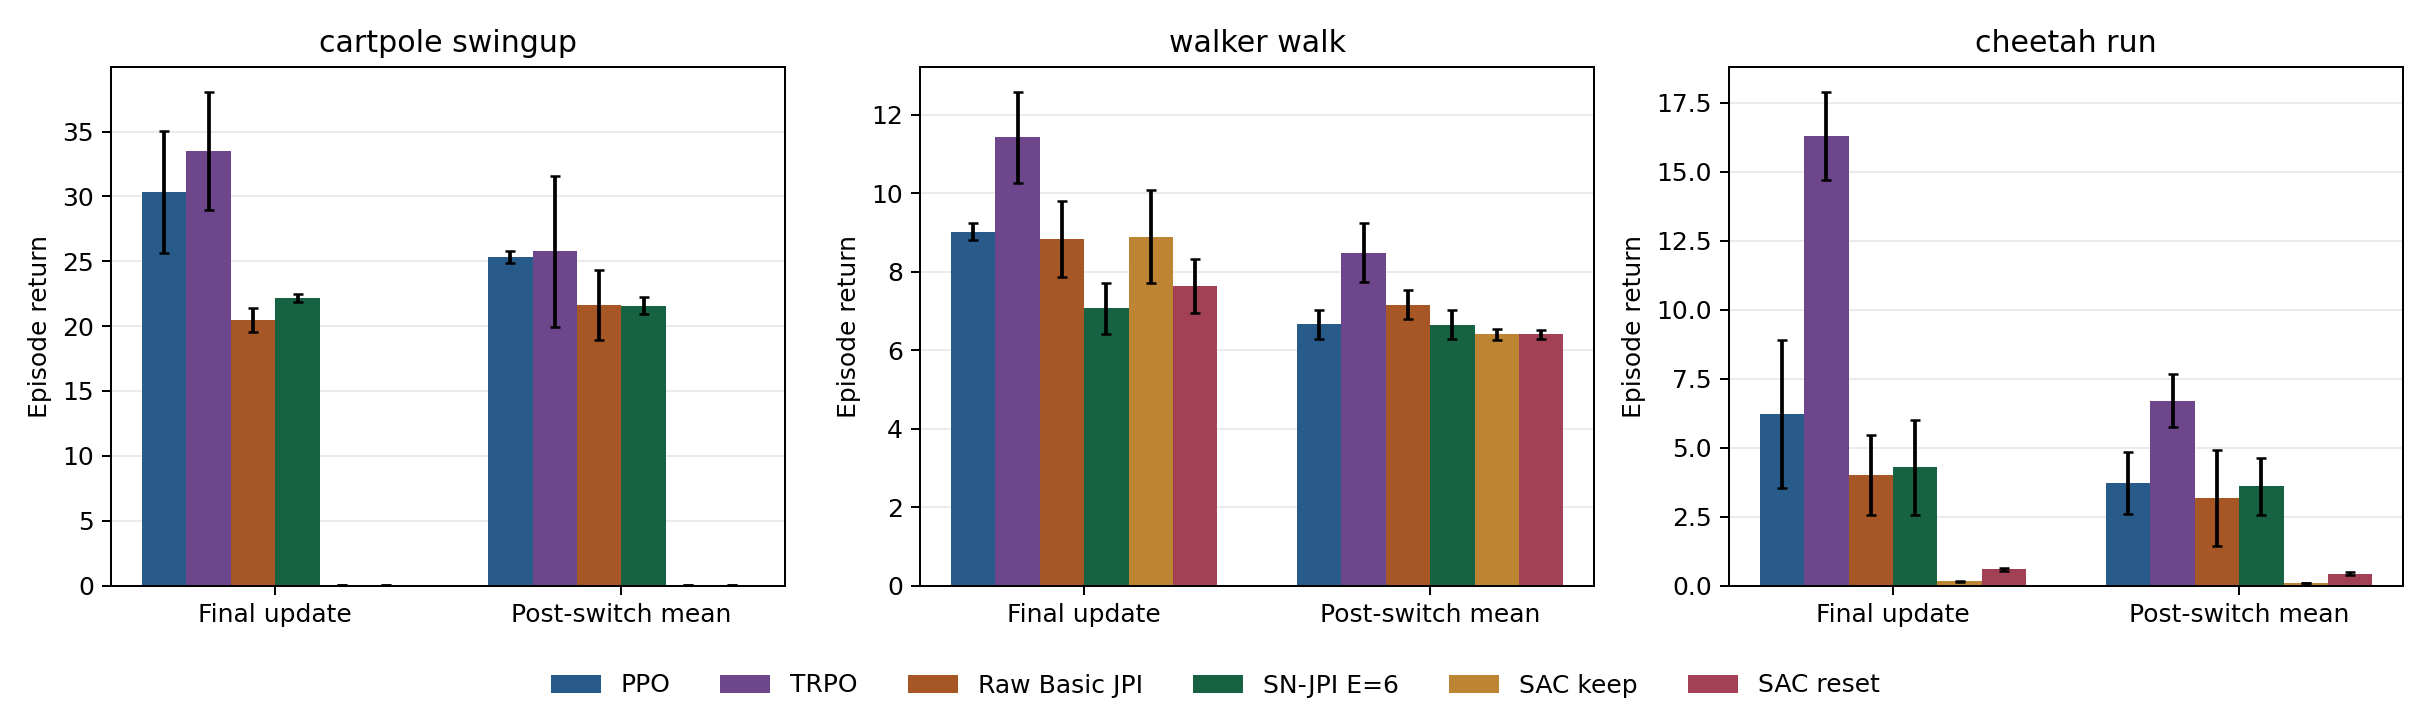 cartpole swingup
Episode return
35
30
25
20
15
10
5
0
Final update
Post-switch mean
walker walk
Episode return
12
10
8
6
4
2
0
Final update
Post-switch mean
cheetah run
Episode return
17.5
15.0
12.5
10.0
7.5
5.0
2.5
0.0
Final update
Post-switch mean
PPO
TRPO
Raw Basic JPI
SN-JPI E=6
SAC keep
SAC reset